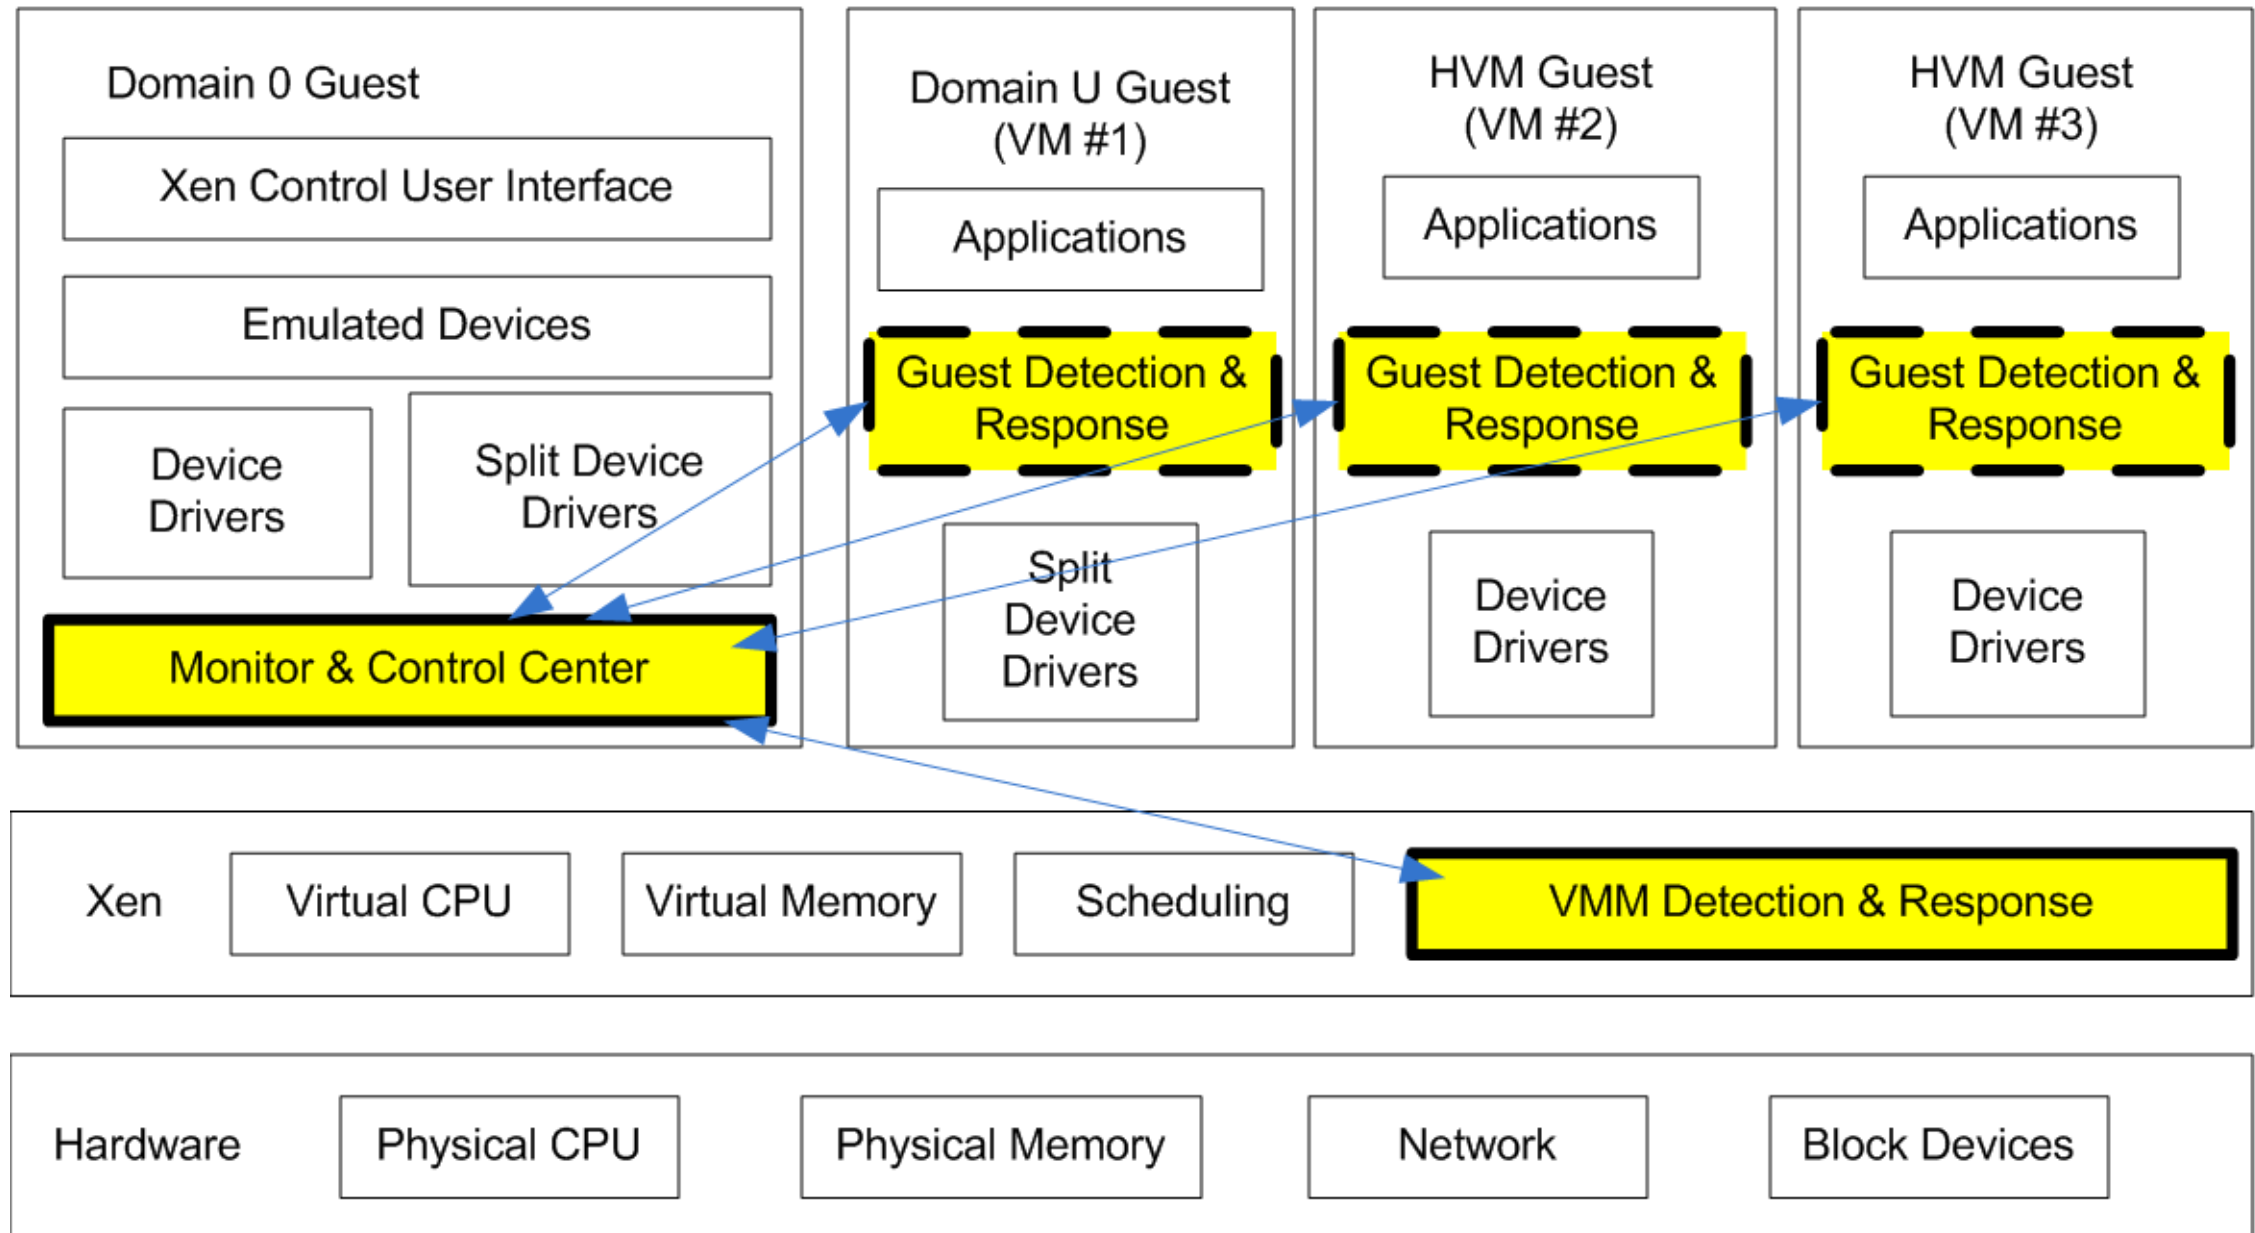 Domain 0 Guest
Xen Control User Interface
Emulated Devices
Device
Drivers
Split Device
Drivers
Monitor & Control Center
Domain U Guest
(VM #1)
Applications
Guest Detection &
Response
Split
Device
Drivers
HVM Guest
(VM #2)
Applications
Guest Detection &
Response
Device
Drivers
HVM Guest
(VM #3)
Applications
Guest Detection &
Response
Device
Drivers
Xen
Virtual CPU
Virtual Memory
Scheduling
VMM Detection & Response
Hardware
Physical CPU
Physical Memory
Network
Block Devices